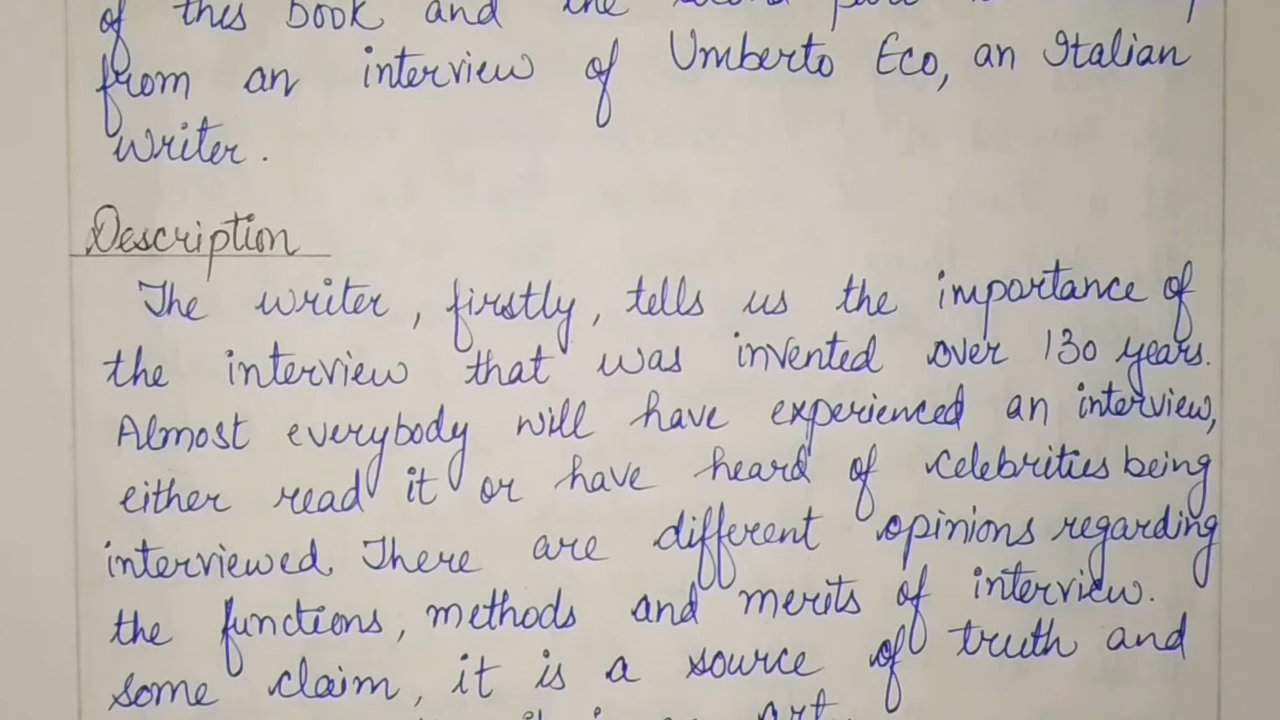 of this book and the second part
from an interview of Umberto Eco, an Italian
writer.
Description
The writer, firstly, tells us the importance of
the interview that was invented over 130 years.
Almost everybody will have experienced an interview,
either read it or have heard of celebrities being
interviewed. There are different opinions regarding
the functions, methods and merits of interview.
some claim, it is a source of truth and
art.